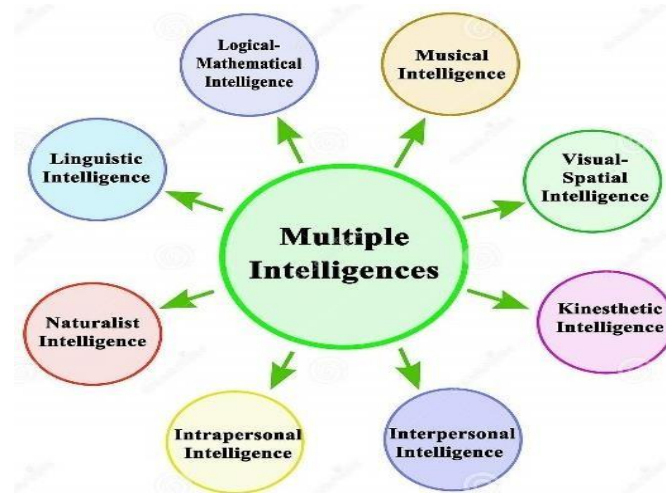 Multiple
Intelligences
Logical-
Mathematical
Intelligence
Musical
Intelligence
Visual-
Spatial
Intelligence
Kinesthetic
Intelligence
Interpersonal
Intelligence
Intrapersonal
Intelligence
Naturalist
Intelligence
Linguistic
Intelligence